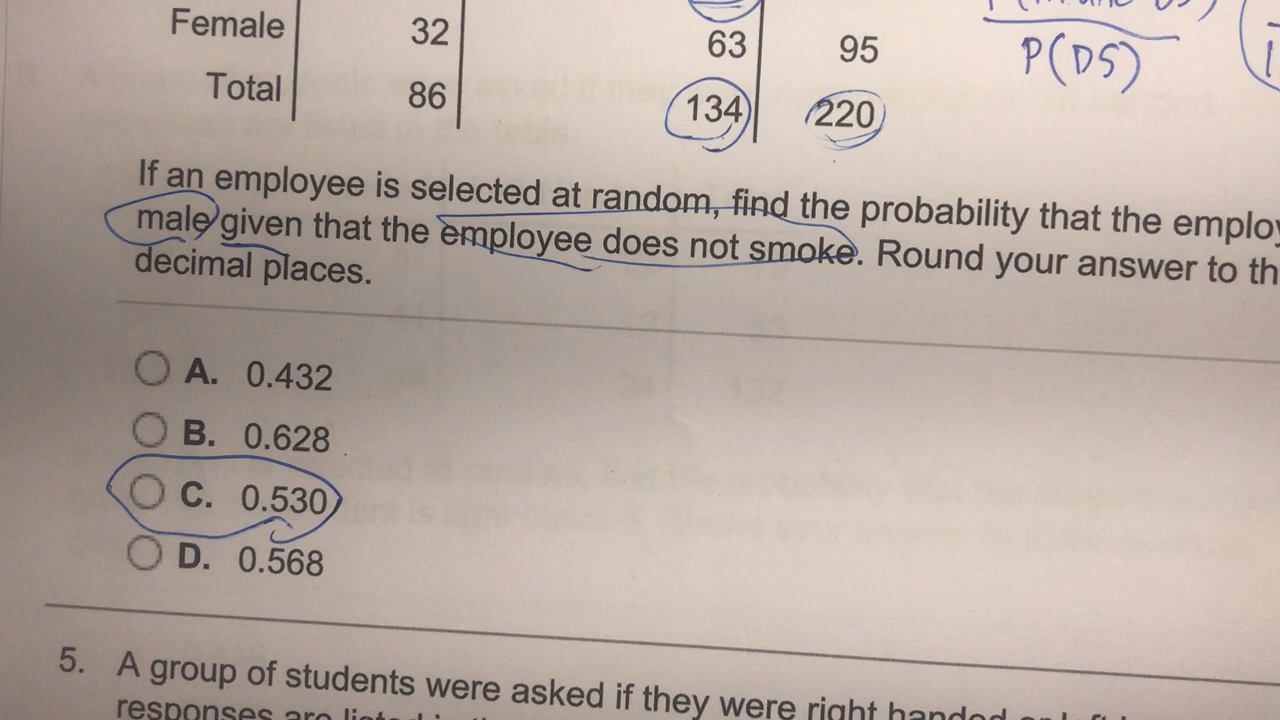 Female 32 63 95
P(DS)
Total 86 134 220
If an employee is selected at random, find the probability that the
male given that the employee does not smoke. Round your answer to
decimal places.
A. 0.432
B. 0.628
C. 0.530
D. 0.568
5. A group of students were asked if they were right handed
responses are